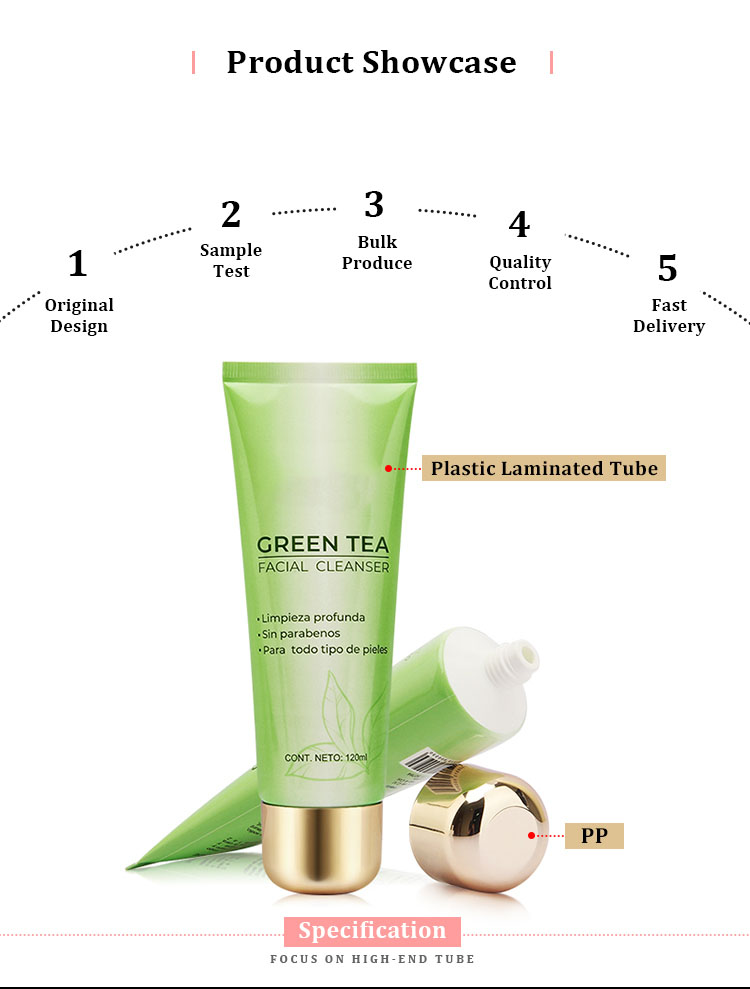 Product Showcase
1
Original
Design
2
Sample
Test
3
Bulk
Produce
4
Quality
Control
5
Fast
Delivery
Plastic Laminated Tube
GREEN TEA
FACIAL CLEANSER
• Limpieza profunda
• Sin parabenos
• Para todo tipo de pieles
CONT. NETO: 120ml
PP
Specification
FOCUS ON HIGH-END TUBE